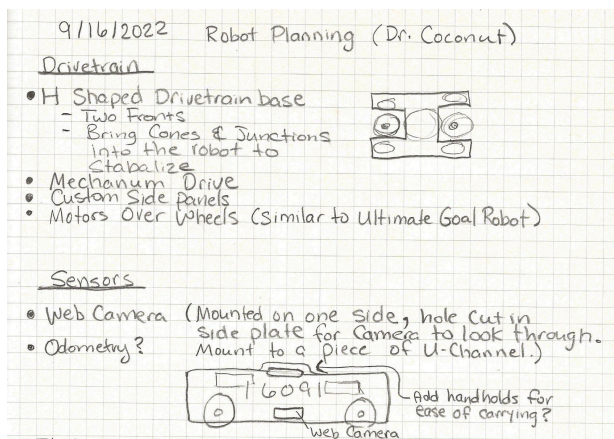 9/16/2022 Robot Planning (Dr. Coconut)
Drivetrain
• H Shaped Drivetrain base
- Two Fronts
- Bring Cones & Junctions
into the robot to
Stabalize
• Mechanum Drive
• Custom Side Panels
• Motors Over Wheels (Similar to Ultimate Goal Robot)
Sensors
• Web Camera (Mounted on one side, hole cut in
side plate for Camera to look through.
• Odometry? Mount to a piece of U-Channel.)
16091
Add handholds for
ease of carrying?
Web Camera